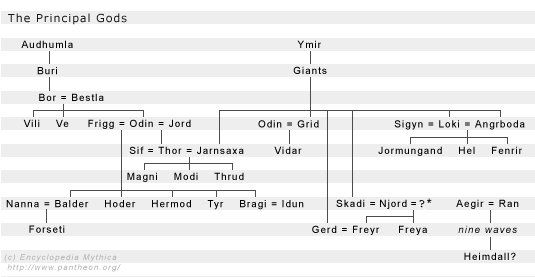 The Principal Gods
Audhumla Ymir
Buri Giants
Bor = Bestla
Vili Ve Frigg = Odin = Jord Odin = Grid Sigyn = Loki = Angrboda
Sif = Thor = Jarnsaxa Vidar Jormungand Hel Fenrir
Magni Modi Thrud
Nanna = Balder Hoder Hermod Tyr Bragi = Idun Skadi = Njord = ?* Aegir = Ran
Forseti Gerd = Freyr Freya nine waves
(c) Encyclopedia Mythica Heimdall?
http://www.pantheon.org/